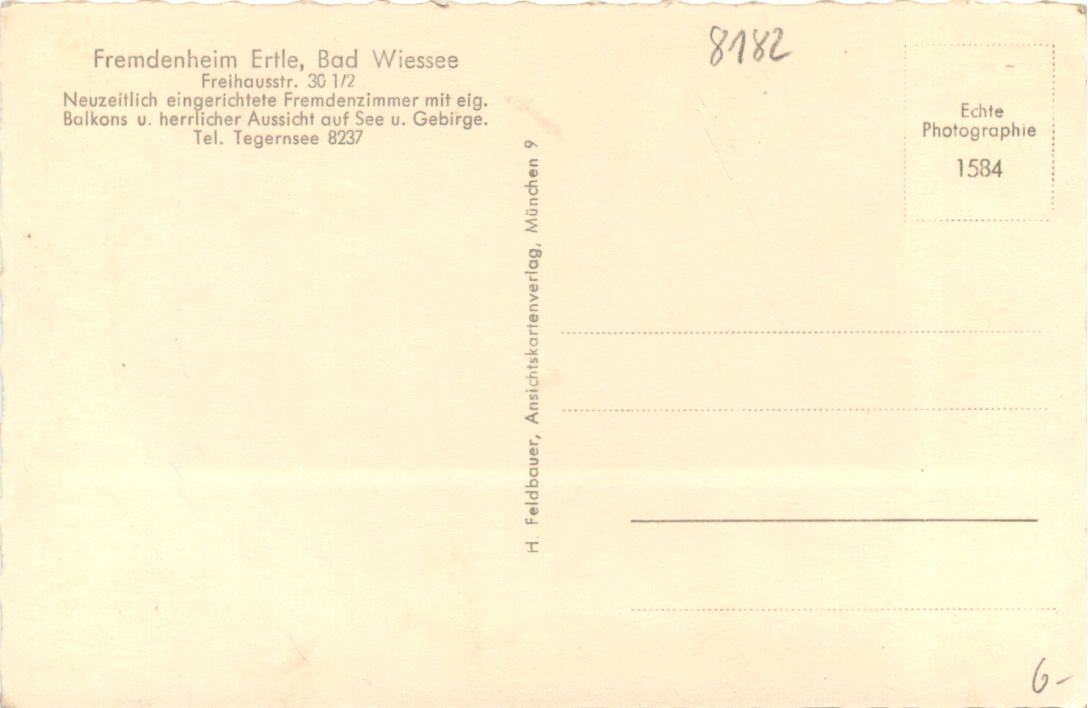 Fremdenheim Ertle, Bad Wiessee
Freihausstr. 30 1/2
Neuzeitlich eingerichtete Fremdenzimmer mit eig.
Balkons u. herrlicher Aussicht auf See u. Gebirge.
Tel. Tegernsee 8237
H. Feldbauer, Ansichtskartenverlag, München 9
8182
Echte
Photographie
1584
6-